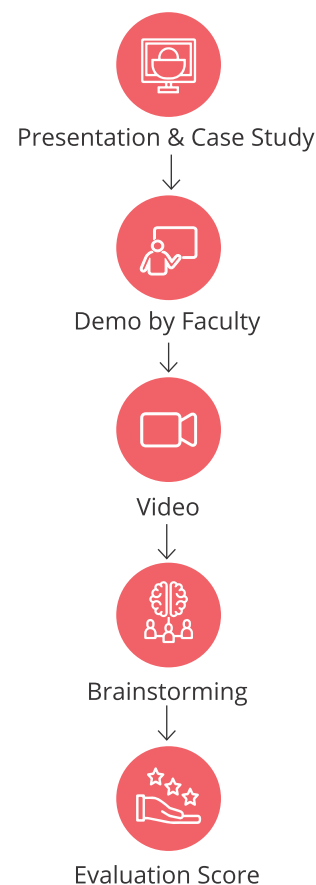 Presentation & Case Study
Demo by Faculty
Video
Brainstorming
Evaluation Score